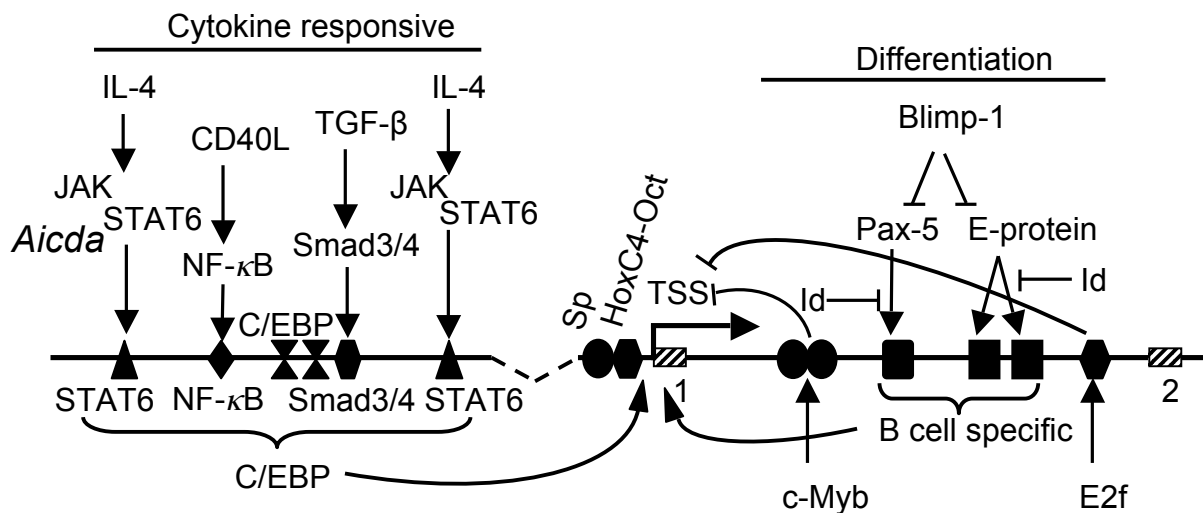 Cytokine responsive
IL-4
CD40L
TGF-β
IL-4
JAK
STAT6
JAK
STAT6
Aicda
NF-κB
Smad3/4
C/EBP
STAT6
NF-κB
Smad3/4
STAT6
C/EBP
Sp
HoxC4-Oct
TSS
1
Differentiation
Blimp-1
Pax-5
E-protein
Id
Id
2
B cell specific
c-Myb
E2f